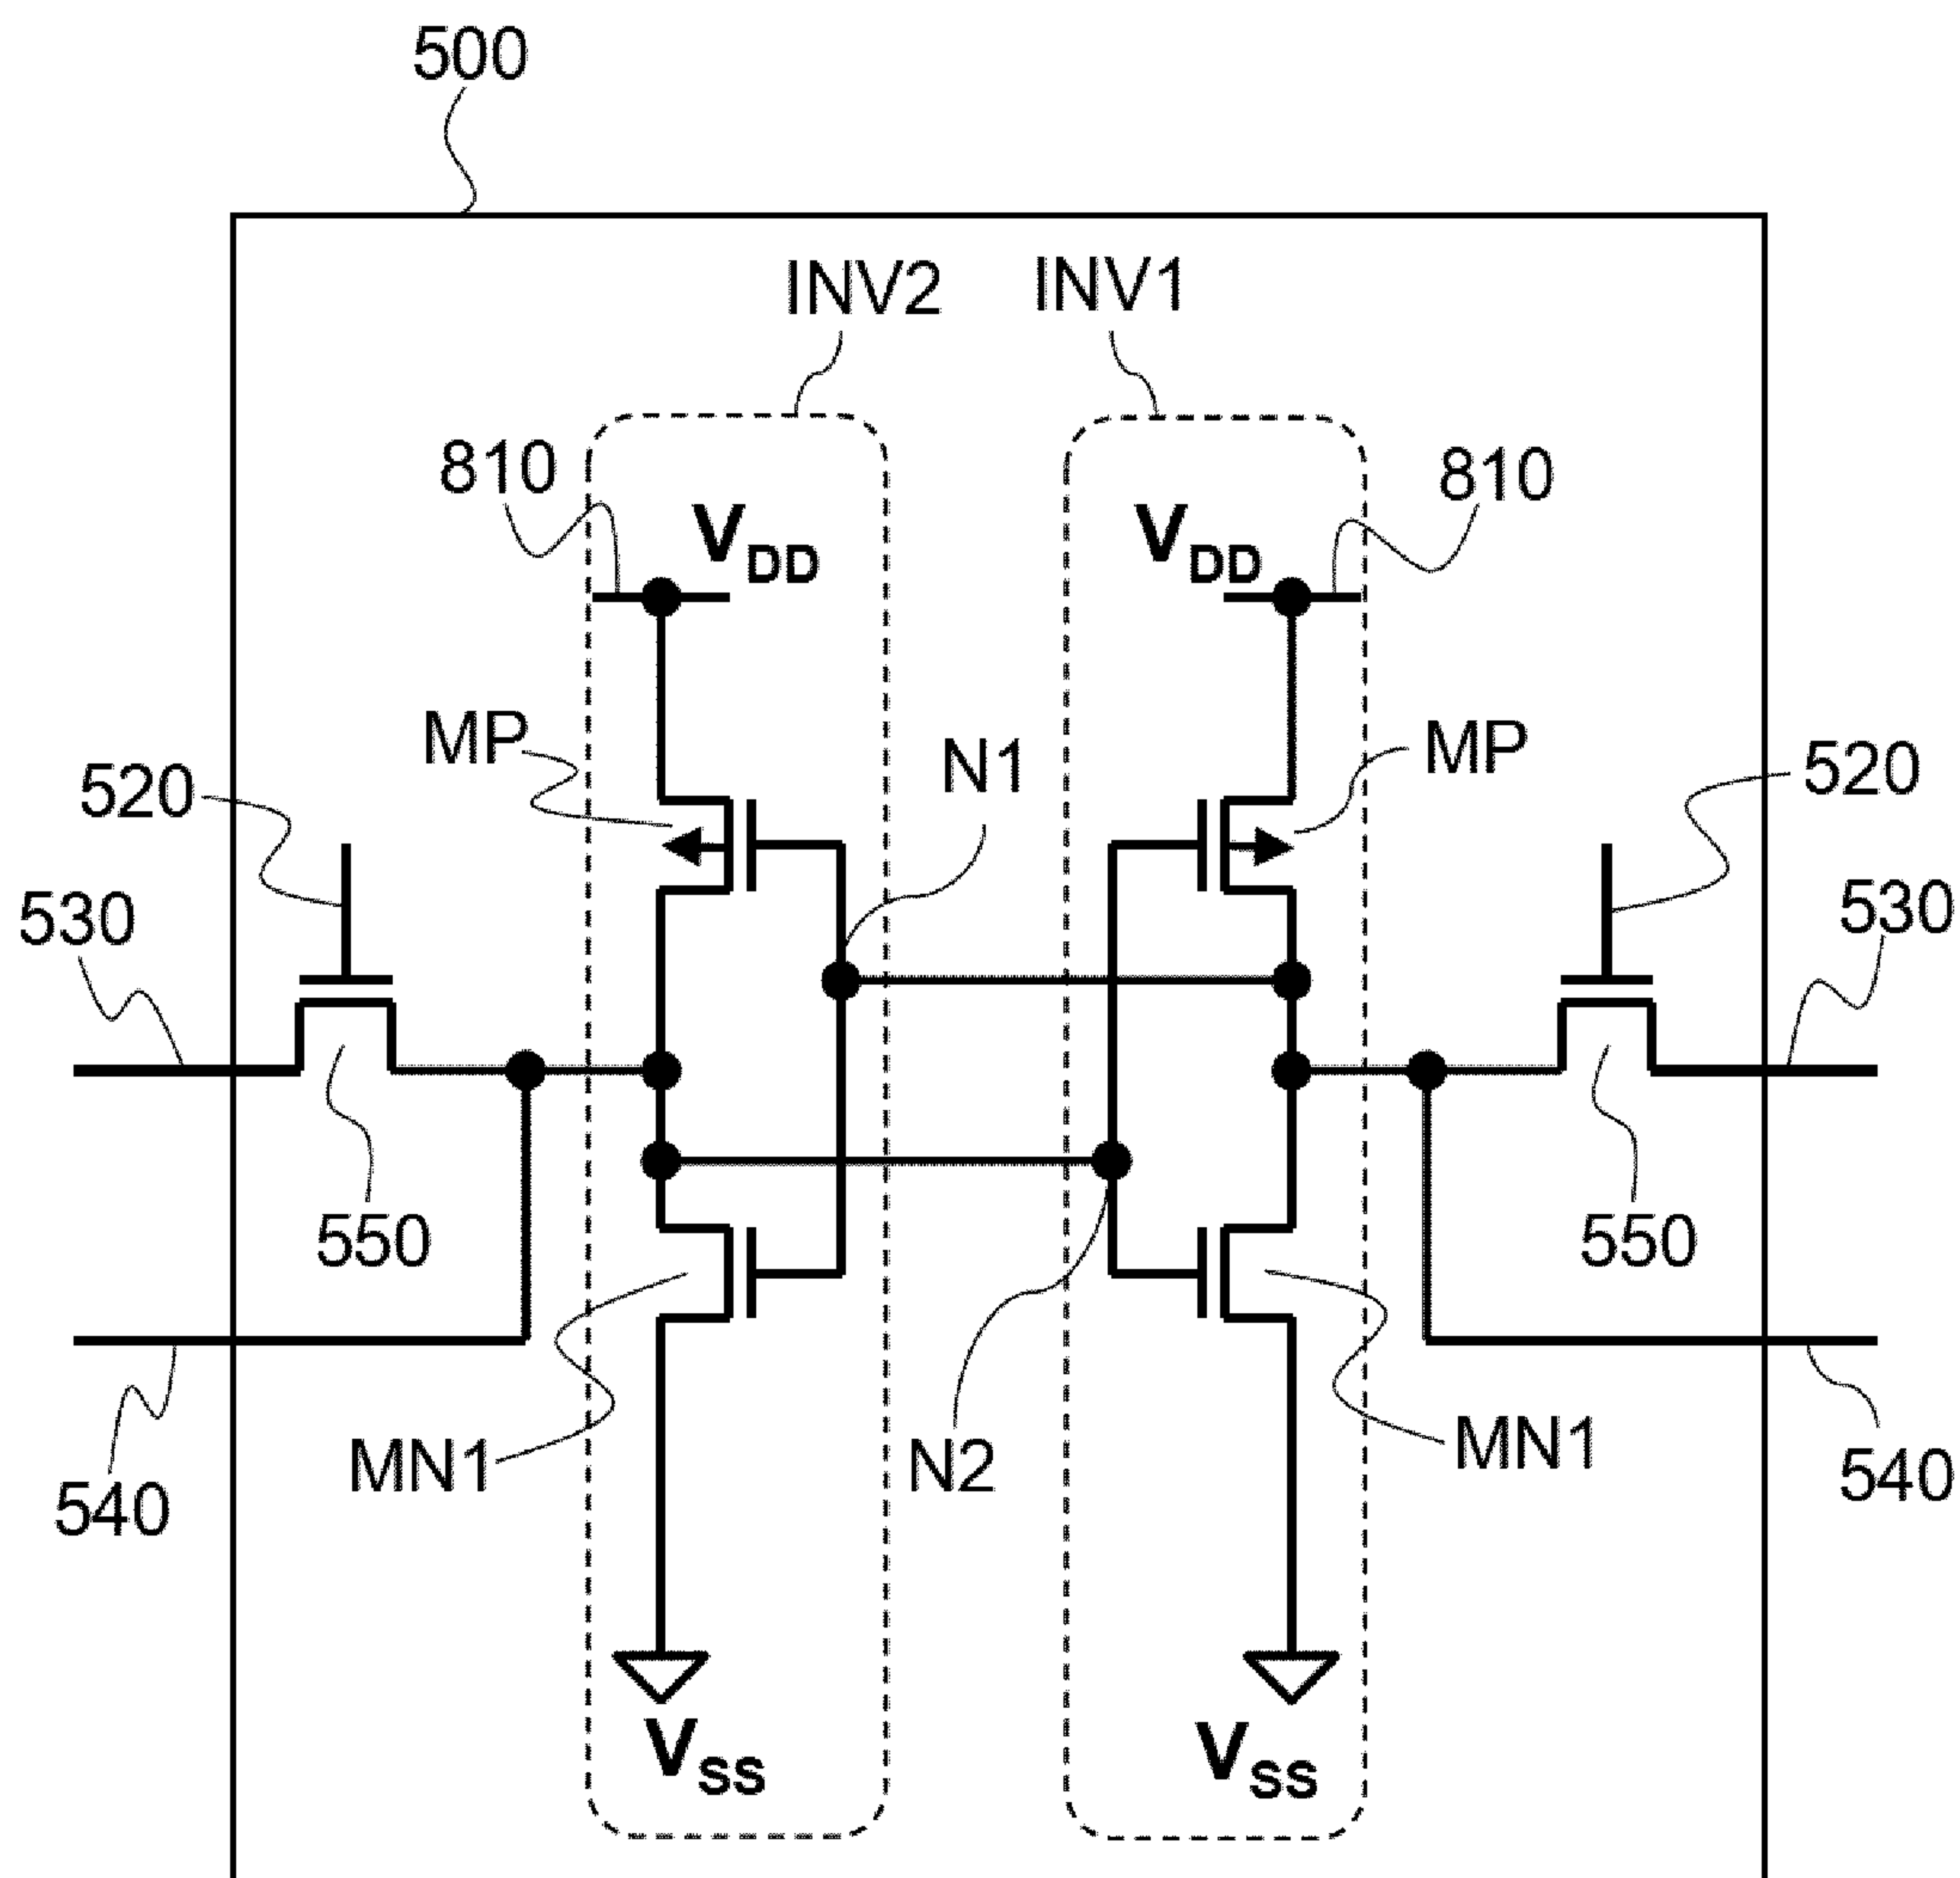 500
INV2 INV1
810 810
VDD VDD
MP N1 MP
520 520
530 530
550 550
MN1 N2 MN1
540 540
VSS VSS